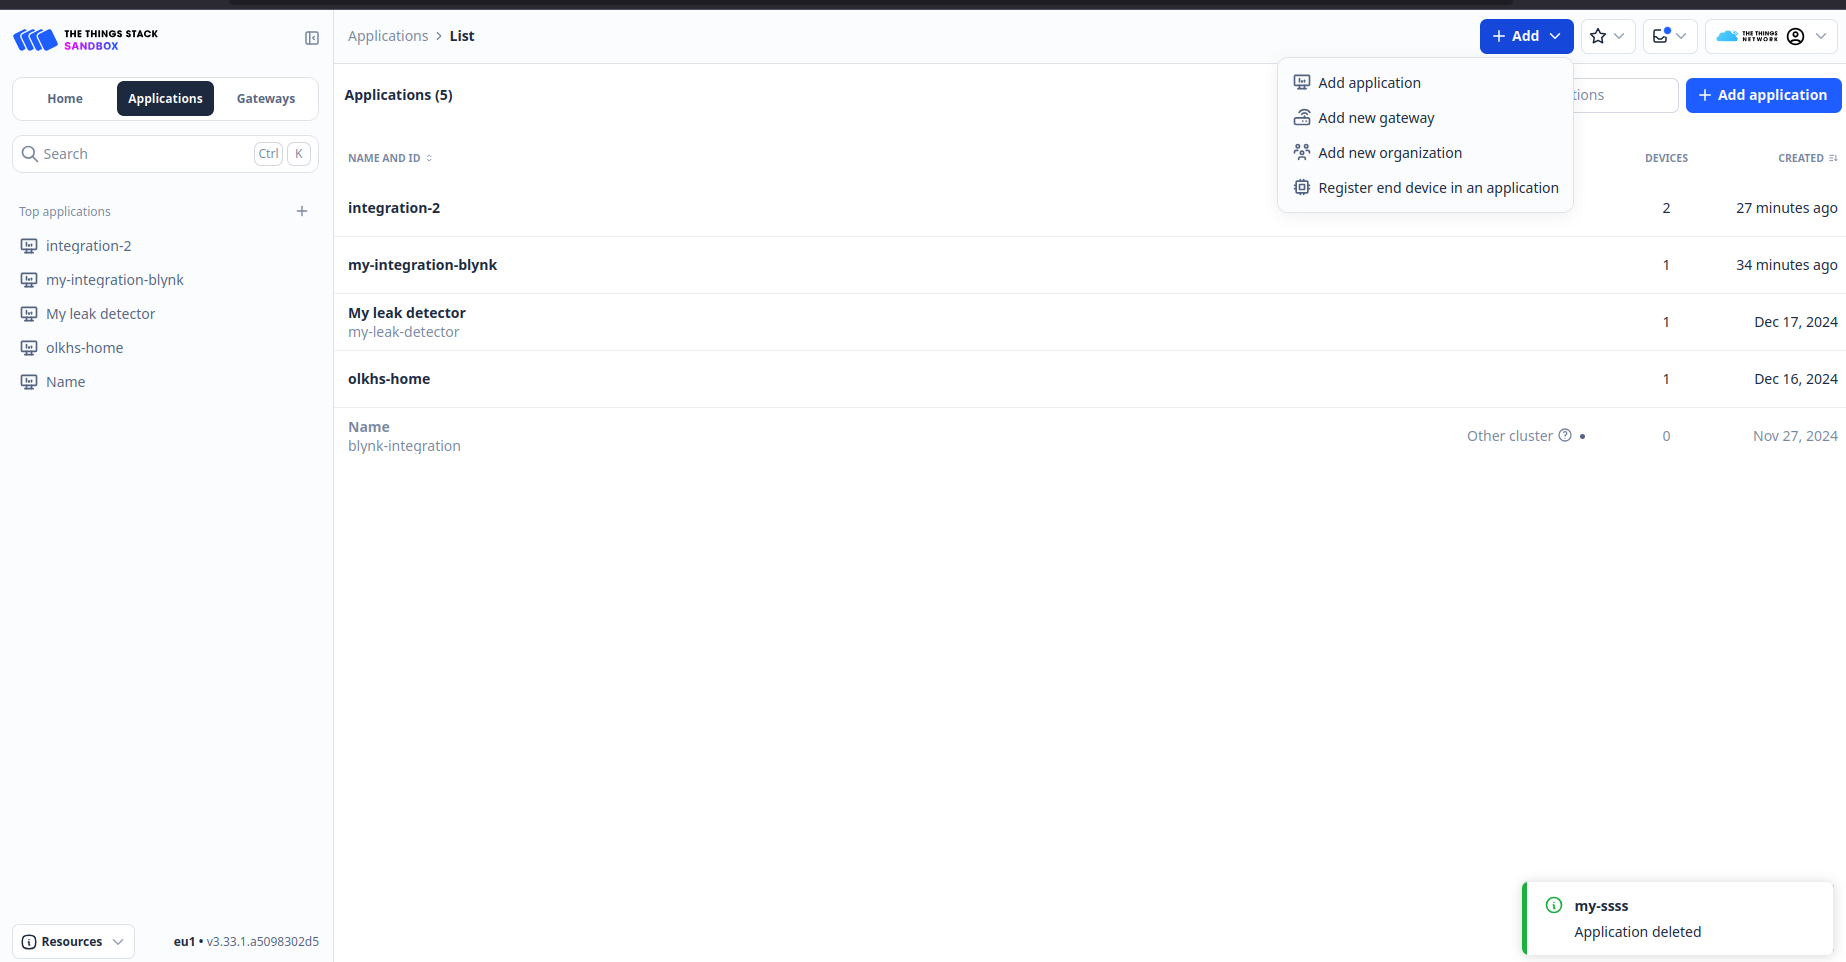 THE THINGS STACK
SANDBOX
Applications > List
+ Add
THE THINGS
NETWORK
Home
Applications
Gateways
Search
Ctrl
K
Top applications
integration-2
my-integration-blynk
My leak detector
olkhs-home
Name
Applications (5)
tions
+ Add application
Add application
Add new gateway
Add new organization
Register end device in an application
NAME AND ID
DEVICES
CREATED
integration-2
2
27 minutes ago
my-integration-blynk
1
34 minutes ago
My leak detector
my-leak-detector
1
Dec 17, 2024
olkhs-home
1
Dec 16, 2024
Name
blynk-integration
Other cluster
0
Nov 27, 2024
my-ssss
Application deleted
Resources
eu1 • v3.33.1.a5098302d5